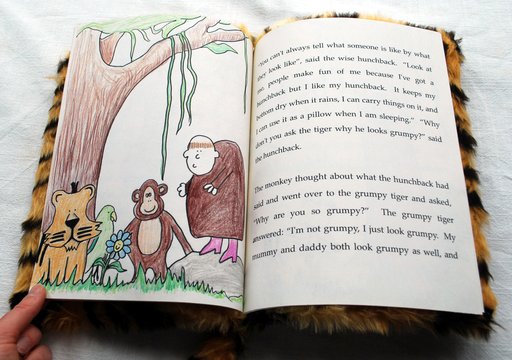 "You can't always tell what someone is like by what
they look like", said the wise hunchback. "Look at
me, people make fun of me because I've got a
hunchback but I like my hunchback. It keeps my
bottom dry when it rains, I can carry things on it, and
I can use it as a pillow when I am sleeping." "Why
don't you ask the tiger why he looks grumpy?" said
the hunchback.
The monkey thought about what the hunchback had
said and went over to the grumpy tiger and asked,
"Why are you so grumpy?" The grumpy tiger
answered: "I'm not grumpy, I just look grumpy. My
mummy and daddy both look grumpy as well, and